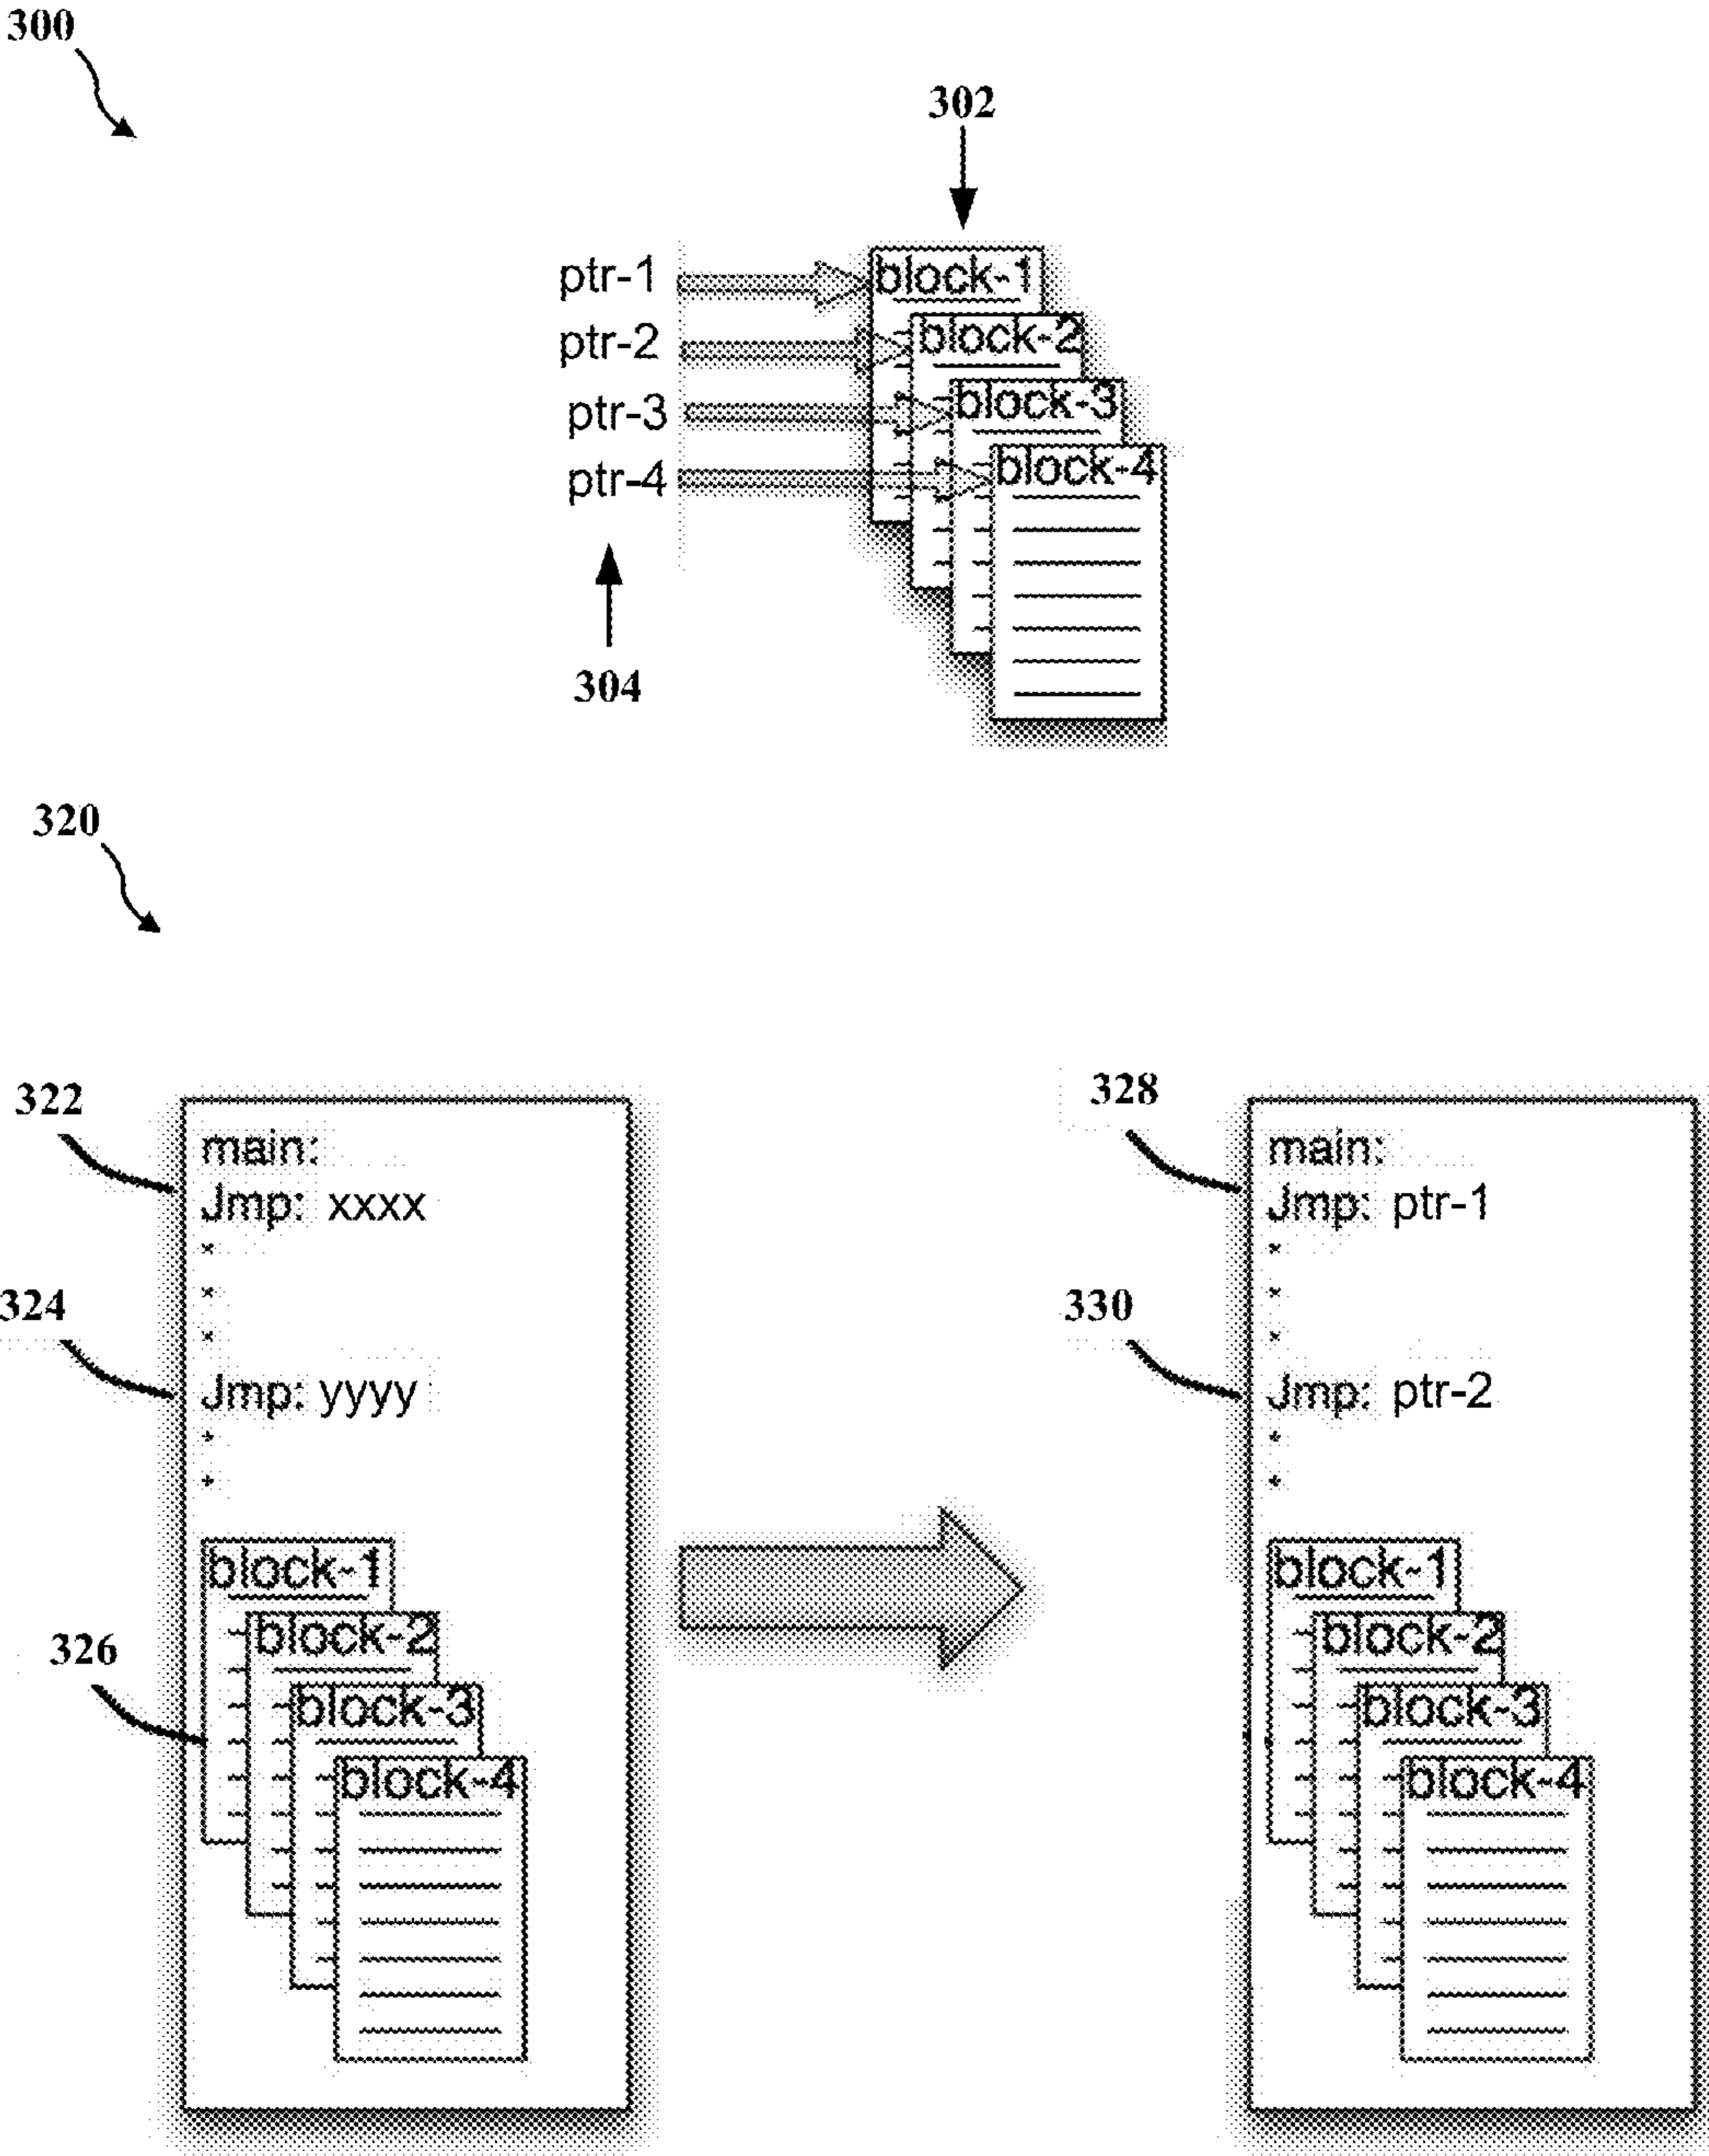 300
302
ptr-1 block-1
ptr-2 block-2
ptr-3 block-3
ptr-4 block-4
304
320
322
main:
Jmp: xxxx
324
Jmp: yyyy
block-1
block-2
326
block-3
block-4
328
main:
Jmp: ptr-1
330
Jmp: ptr-2
block-1
block-2
block-3
block-4